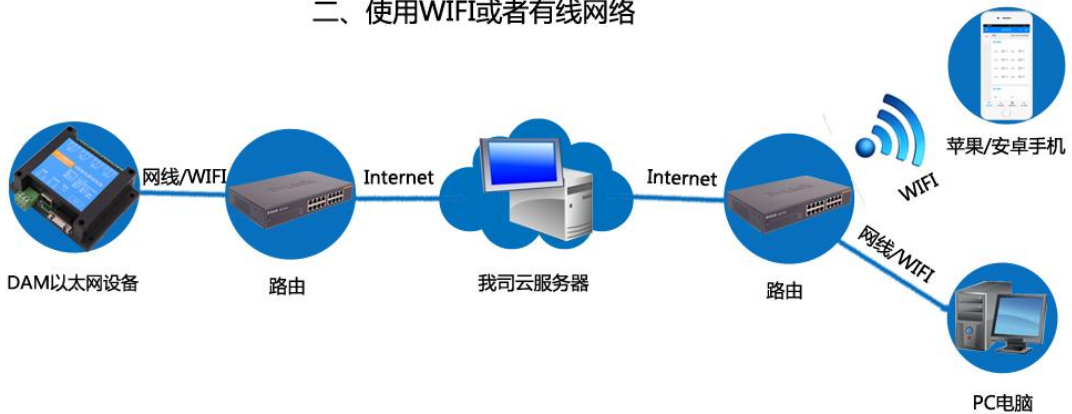 二、使用WIFI或者有线网络
苹果/安卓手机
网线/WIFI
Internet
Internet
WIFI
网线/WIFI
DAM以太网设备
路由
我司云服务器
路由
PC电脑